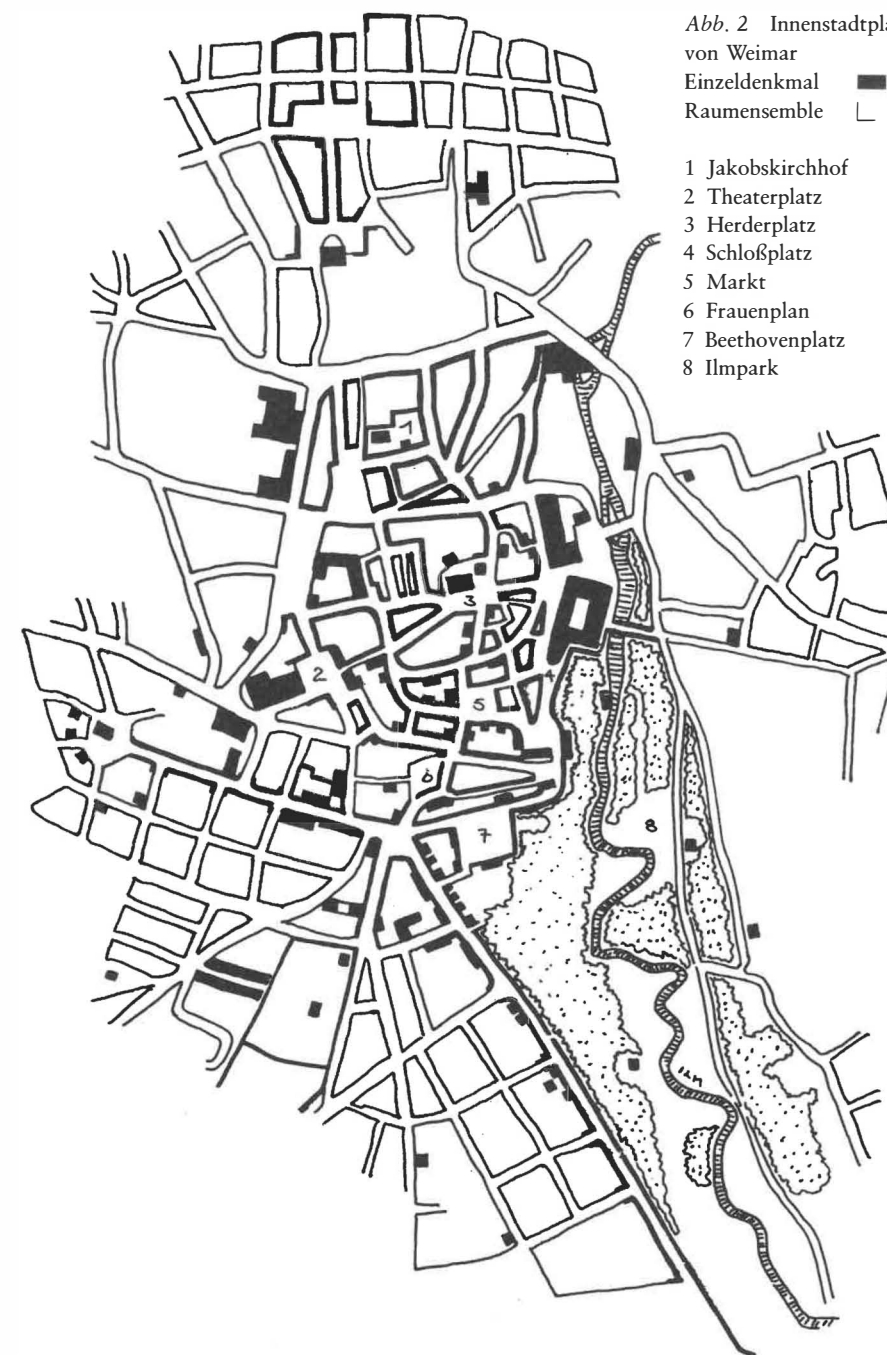 Abb. 2 Innenstadtpla
von Weimar
Einzeldenkmal
Raumensemble
1 Jakobskirchhof
2 Theaterplatz
3 Herderplatz
4 Schloßplatz
5 Markt
6 Frauenplan
7 Beethovenplatz
8 Ilmpark
1
3
2
4
5
6
7
8
ILM